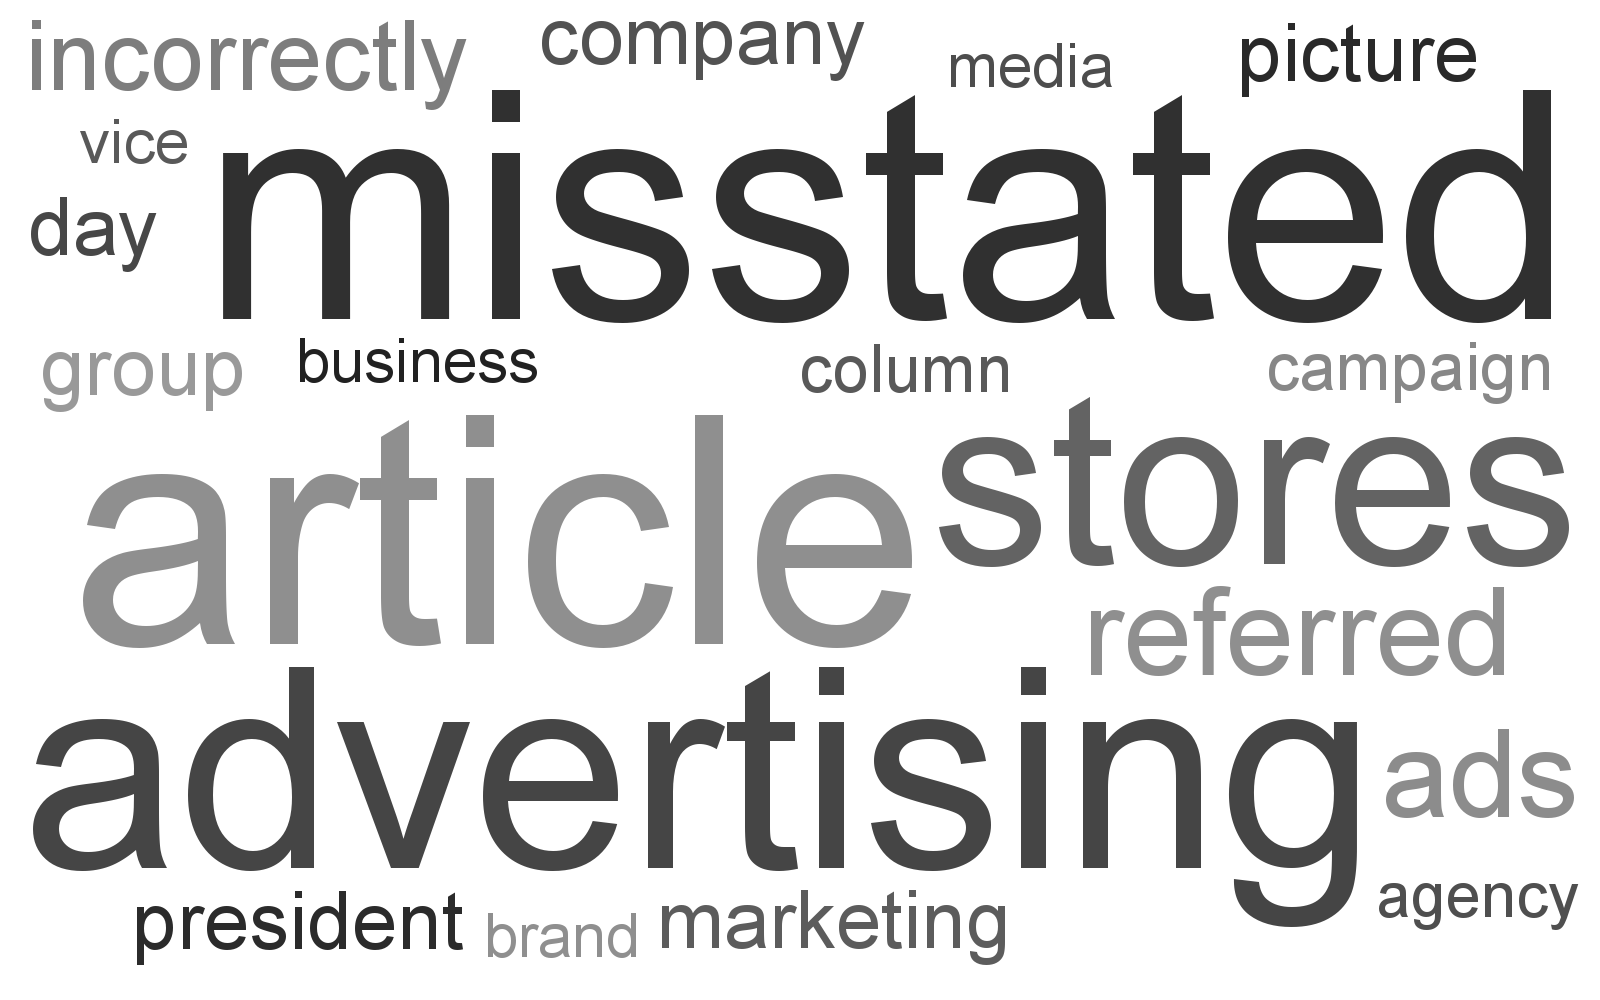 incorrectly company media picture
vice misstated
day
group business column campaign
article stores
referred
advertising ads
president brand marketing agency